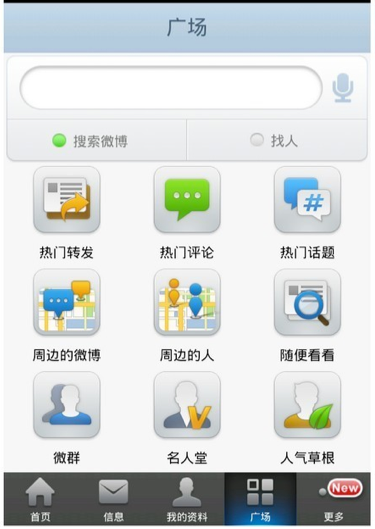 广场
搜索微博 找人
#
热门转发 热门评论 热门话题
周边的微博 周边的人 随便看看
V
微群 名人堂 人气草根
New
首页 信息 我的资料 广场 更多